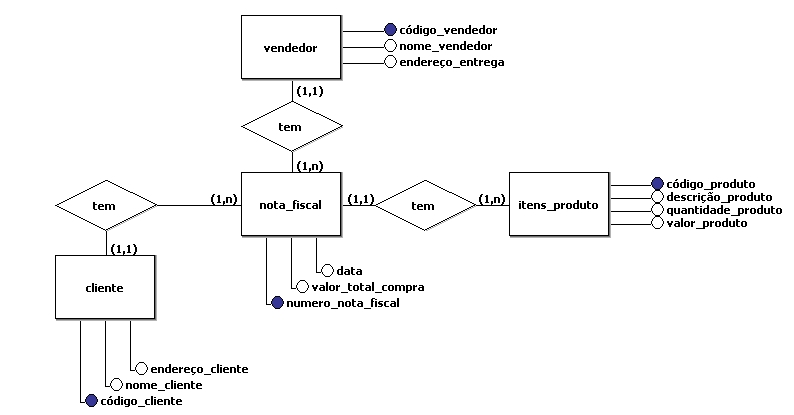 vendedor
código_vendedor
nome_vendedor
endereço_entrega
(1,1)
tem
(1,n)
tem
(1,n)
nota_fiscal
(1,1)
tem
(1,n)
itens_produto
código_produto
descrição_produto
quantidade_produto
valor_produto
(1,1)
cliente
data
valor_total_compra
numero_nota_fiscal
endereço_cliente
nome_cliente
código_cliente